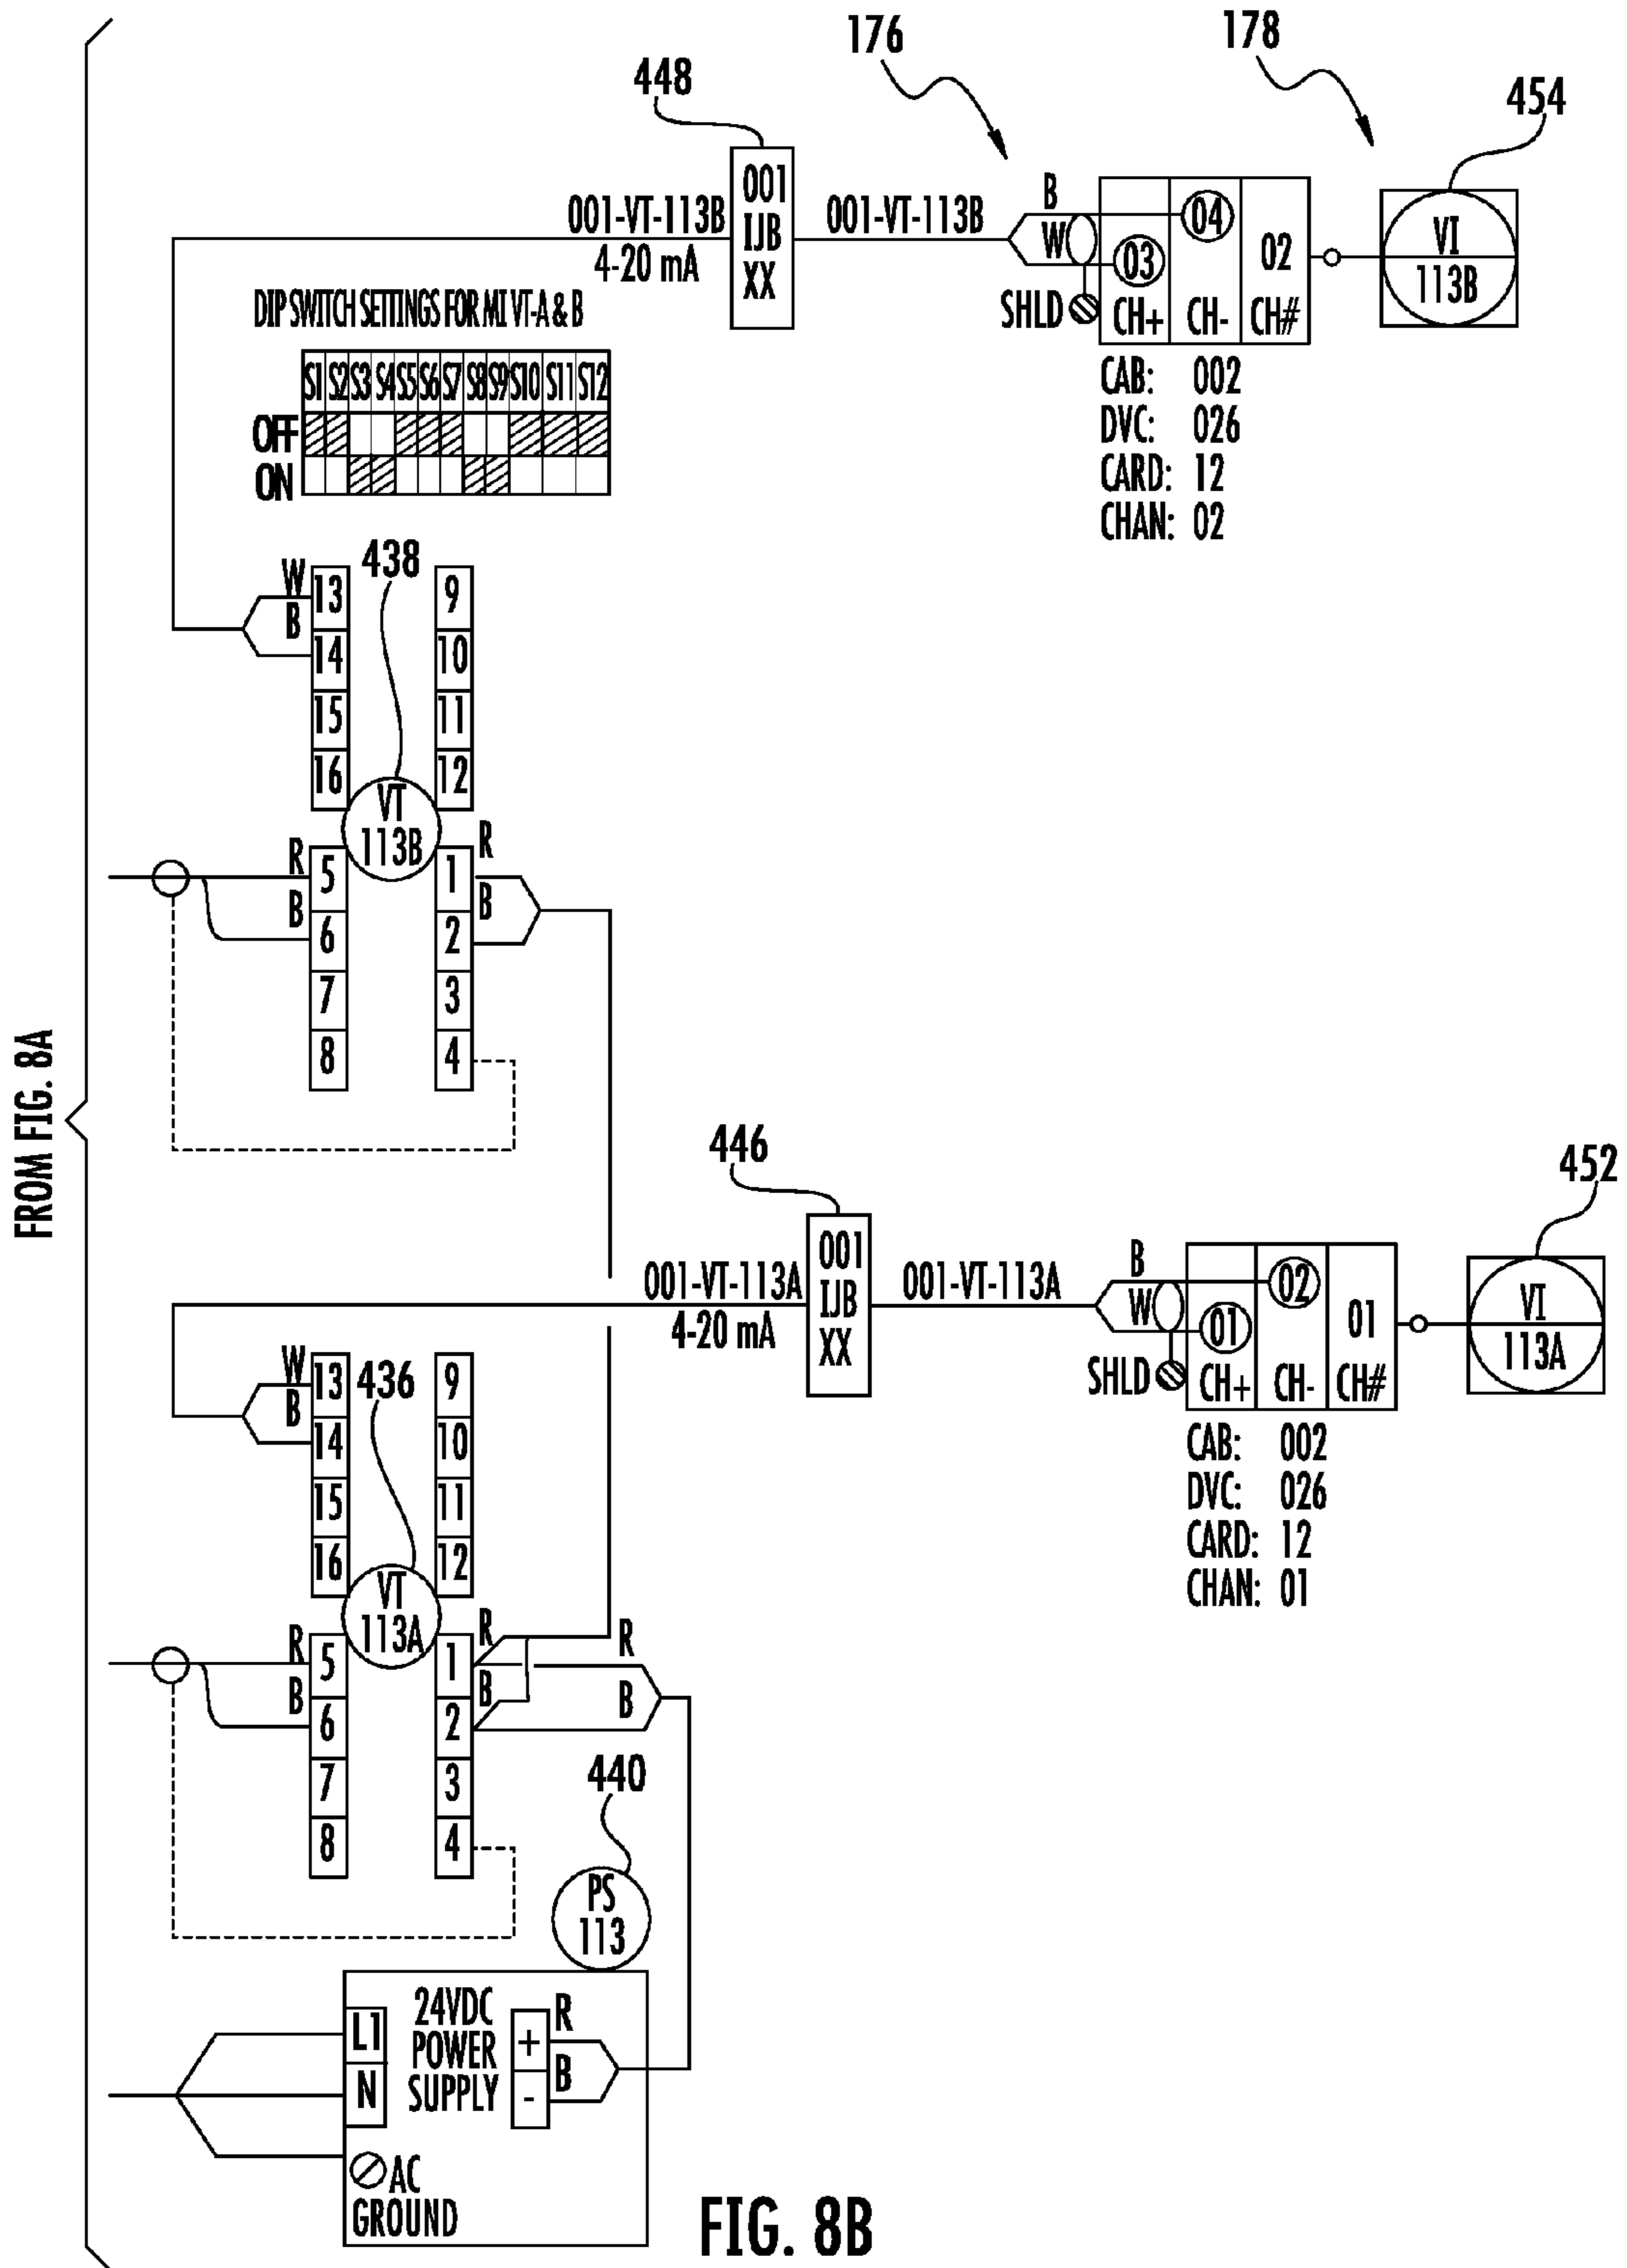 FROM FIG. 8A
176
178
448
454
001-VT-113B
4-20 mA
001
IJB
XX
001-VT-113B
B
W
SHLD
03
04
02
CH+
CH-
CH#
VI
113B
CAB: 002
DVC: 026
CARD: 12
CHAN: 02
DIP SWITCH SETTINGS FOR MI VT-A & B
S1 S2 S3 S4 S5 S6 S7 S8 S9 S10 S11 S12
OFF
ON
438
W
B
13
14
15
16
9
10
11
12
VT
113B
R
B
5
6
7
8
1
2
3
4
R
B
446
452
001-VT-113A
4-20 mA
001
IJB
XX
001-VT-113A
B
W
SHLD
01
02
01
CH+
CH-
CH#
VI
113A
CAB: 002
DVC: 026
CARD: 12
CHAN: 01
436
W
B
13
14
15
16
9
10
11
12
VT
113A
R
B
5
6
7
8
1
2
3
4
R
B
R
B
440
PS
113
L1
N
24VDC
POWER
SUPPLY
+
-
R
B
AC
GROUND
FIG. 8B